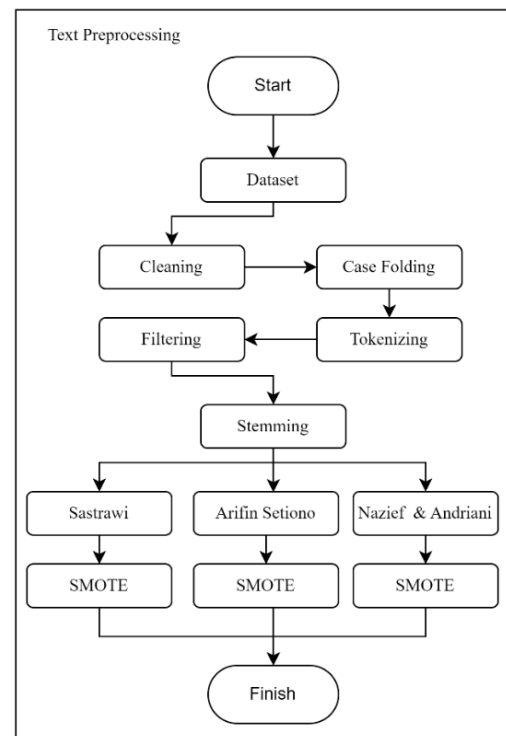 Text Preprocessing
Start
Dataset
Cleaning
Case Folding
Filtering
Tokenizing
Stemming
Sastrawi
Arifin Setiono
Nazief & Andriani
SMOTE
SMOTE
SMOTE
Finish